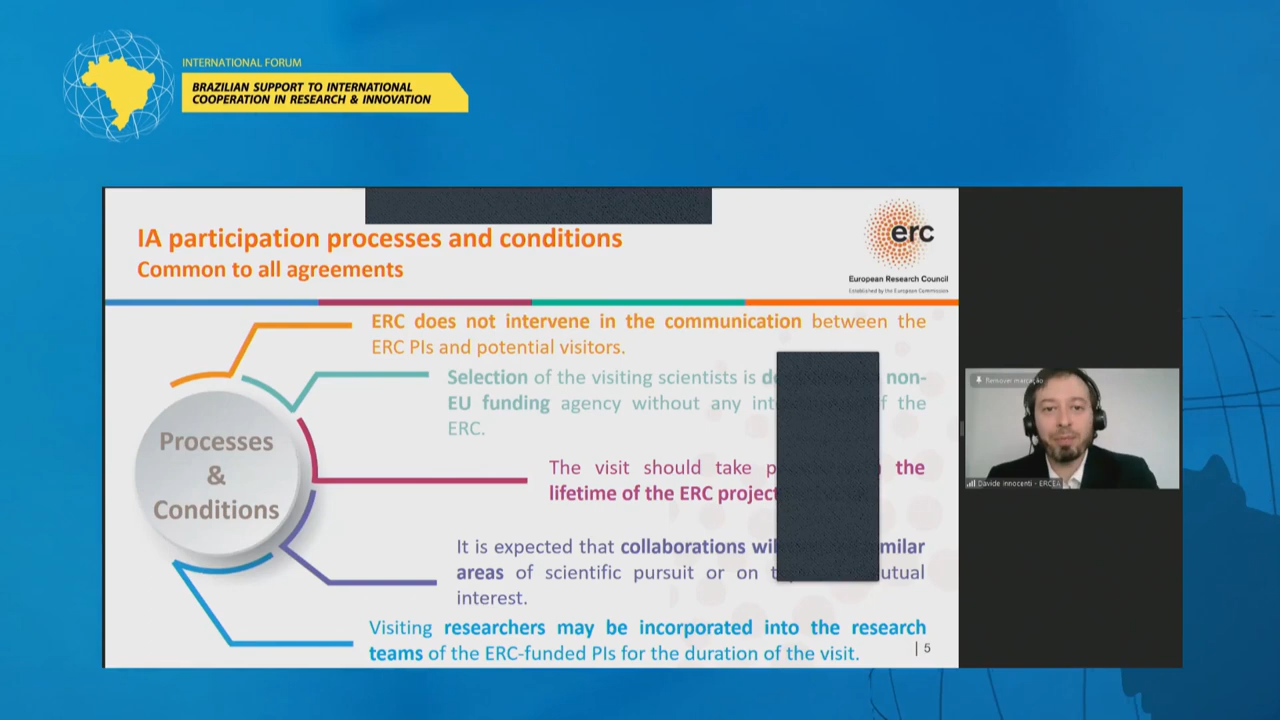 INTERNATIONAL FORUM
BRAZILIAN SUPPORT TO INTERNATIONAL
COOPERATION IN RESEARCH & INNOVATION
IA participation processes and conditions
Common to all agreements
erc
European Research Council
Established by the European Commission
ERC does not intervene in the communication between the
ERC PIs and potential visitors.
Selection of the visiting scientists is non-
EU funding agency without any the
ERC.
The visit should take the
lifetime of the ERC project
It is expected that collaborations
areas of scientific pursuit or on
interest.
Visiting researchers may be incorporated into the research
teams of the ERC-funded PIs for the duration of the visit.
Processes
&
Conditions
| 5
Remover marcação
Davide Innocenti - ERCEA